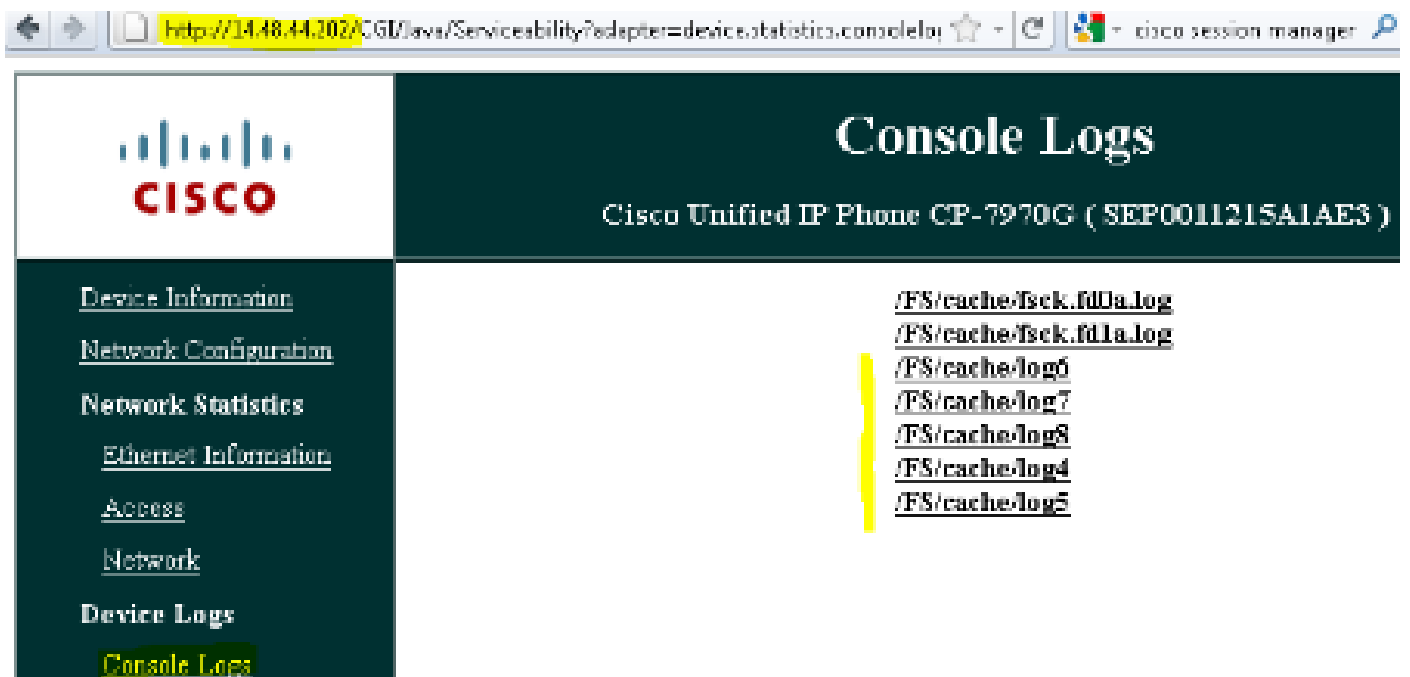 http://14.48.44.202/CGI/Java/Serviceability?adapter=device.statistics.consolelog
cisco session manager
CISCO
Console Logs
Cisco Unified IP Phone CP-7970G ( SEP0011215A1AE3 )
Device Information
Network Configuration
Network Statistics
Ethernet Information
Access
Network
Device Logs
Console Logs
/FS/cache/fsck.fd0a.log
/FS/cache/fsck.fd1a.log
/FS/cache/log6
/FS/cache/log7
/FS/cache/log8
/FS/cache/log4
/FS/cache/log5